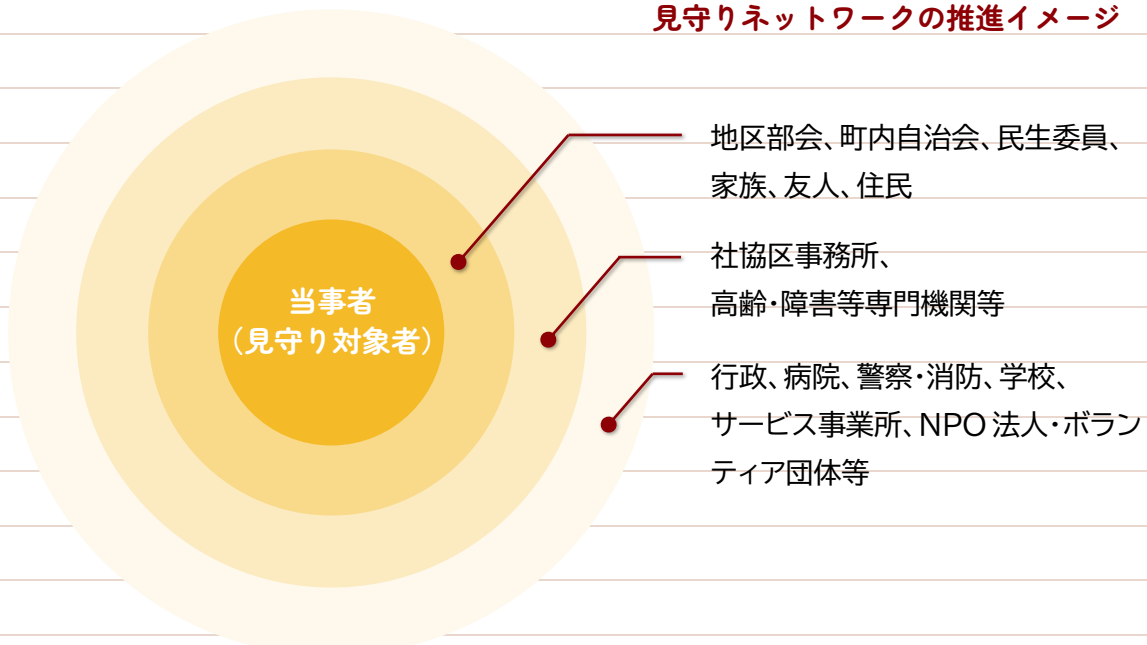 見守りネットワークの推進イメージ
地区部会、町内自治会、民生委員、
家族、友人、住民
社協区事務所、
高齢・障害等専門機関等
当事者
（見守り対象者）
行政、病院、警察・消防、学校、
サービス事業所、NPO法人・ボラン
ティア団体等